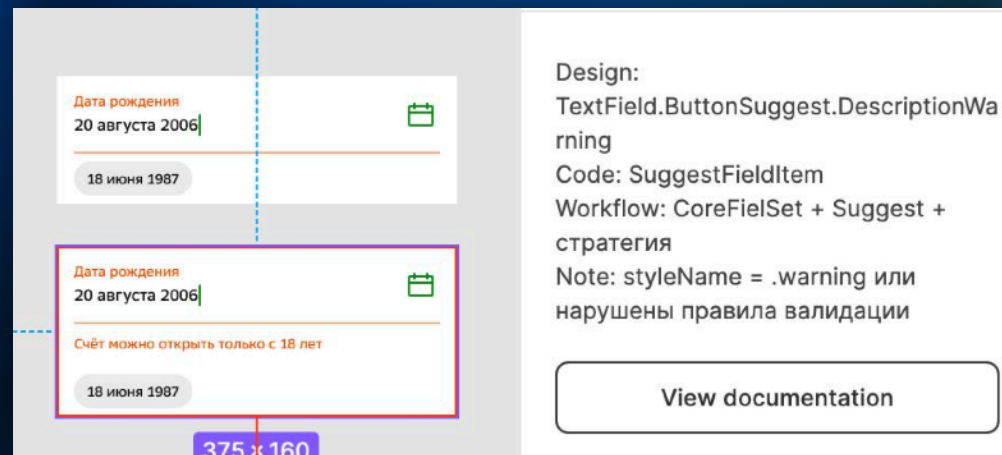 Дата рождения
20 августа 2006
18 июня 1987
Дата рождения
20 августа 2006
Счёт можно открыть только с 18 лет
18 июня 1987
375 × 160
Design:
TextField.ButtonSuggest.DescriptionWa
rning
Code: SuggestFieldItem
Workflow: CoreFielSet + Suggest +
стратегия
Note: styleName = .warning или
нарушены правила валидации
View documentation